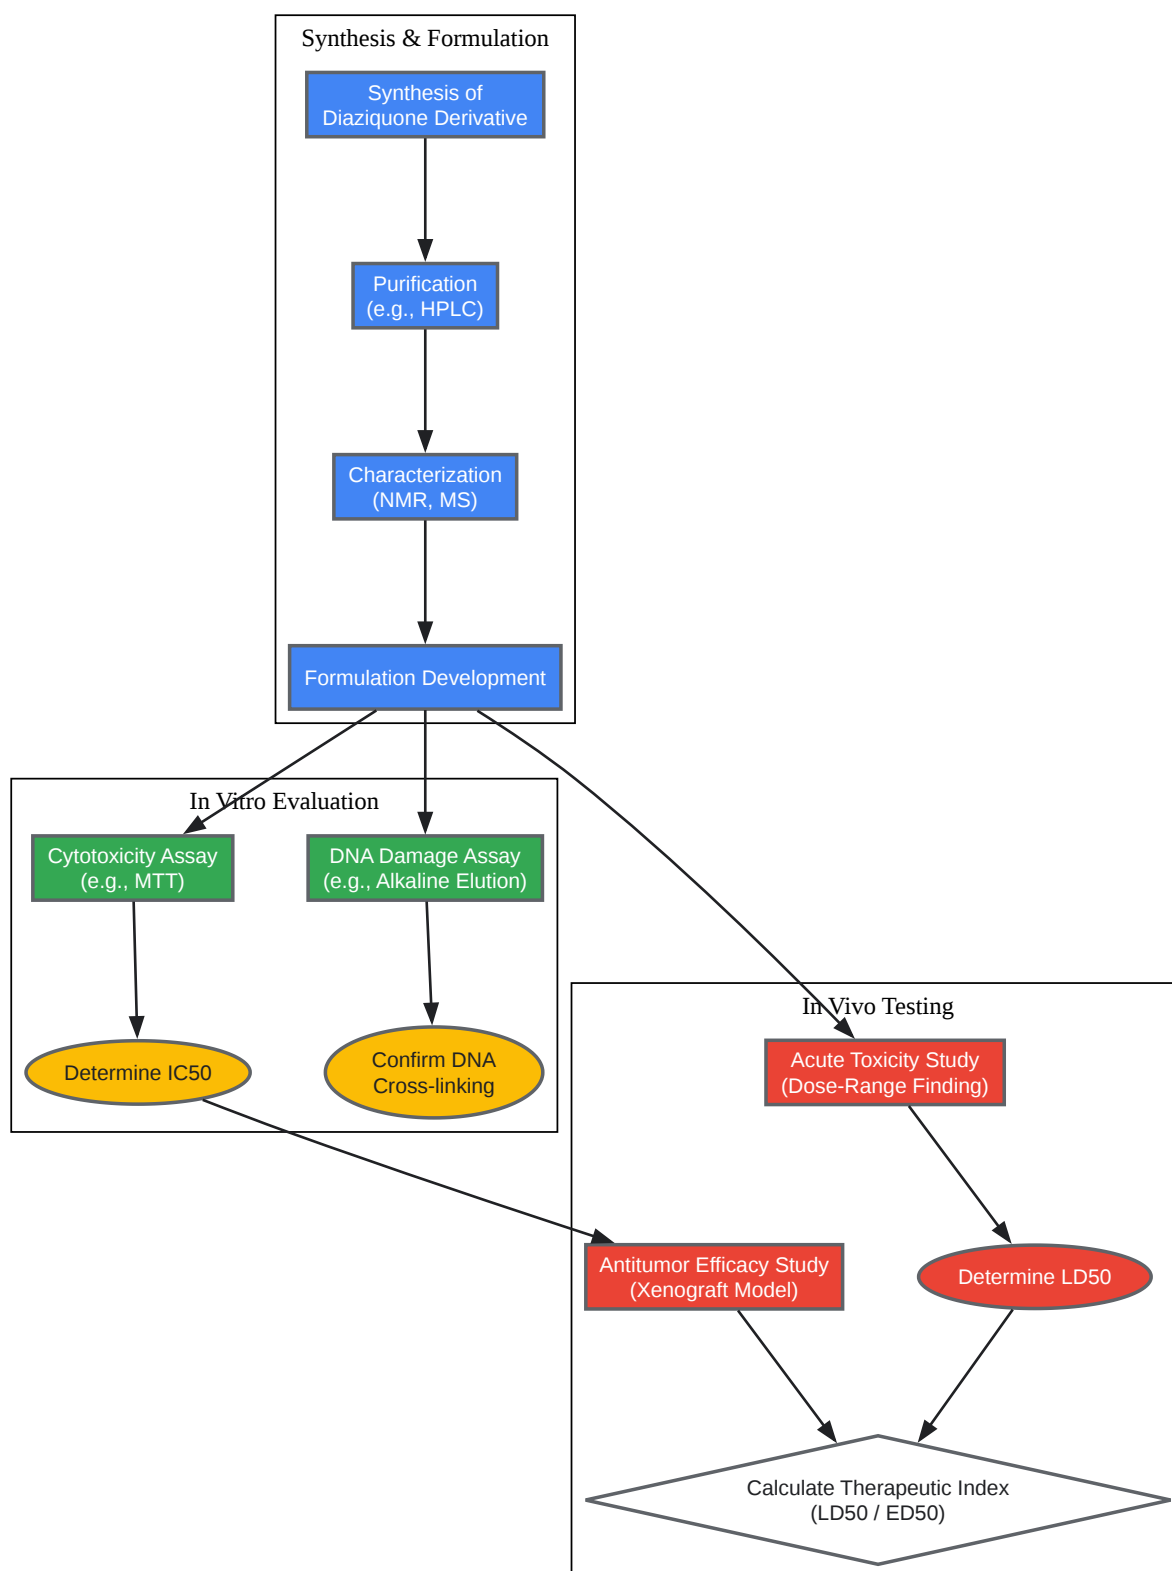 Synthesis & Formulation
Synthesis of
Diaziquone Derivative
Purification
(e.g., HPLC)
Characterization
(NMR, MS)
Formulation Development
In Vitro Evaluation
Cytotoxicity Assay
(e.g., MTT)
DNA Damage Assay
(e.g., Alkaline Elution)
Determine IC50
Confirm DNA
Cross-linking
In Vivo Testing
Acute Toxicity Study
(Dose-Range Finding)
Antitumor Efficacy Study
(Xenograft Model)
Determine LD50
Calculate Therapeutic Index
(LD50 / ED50)